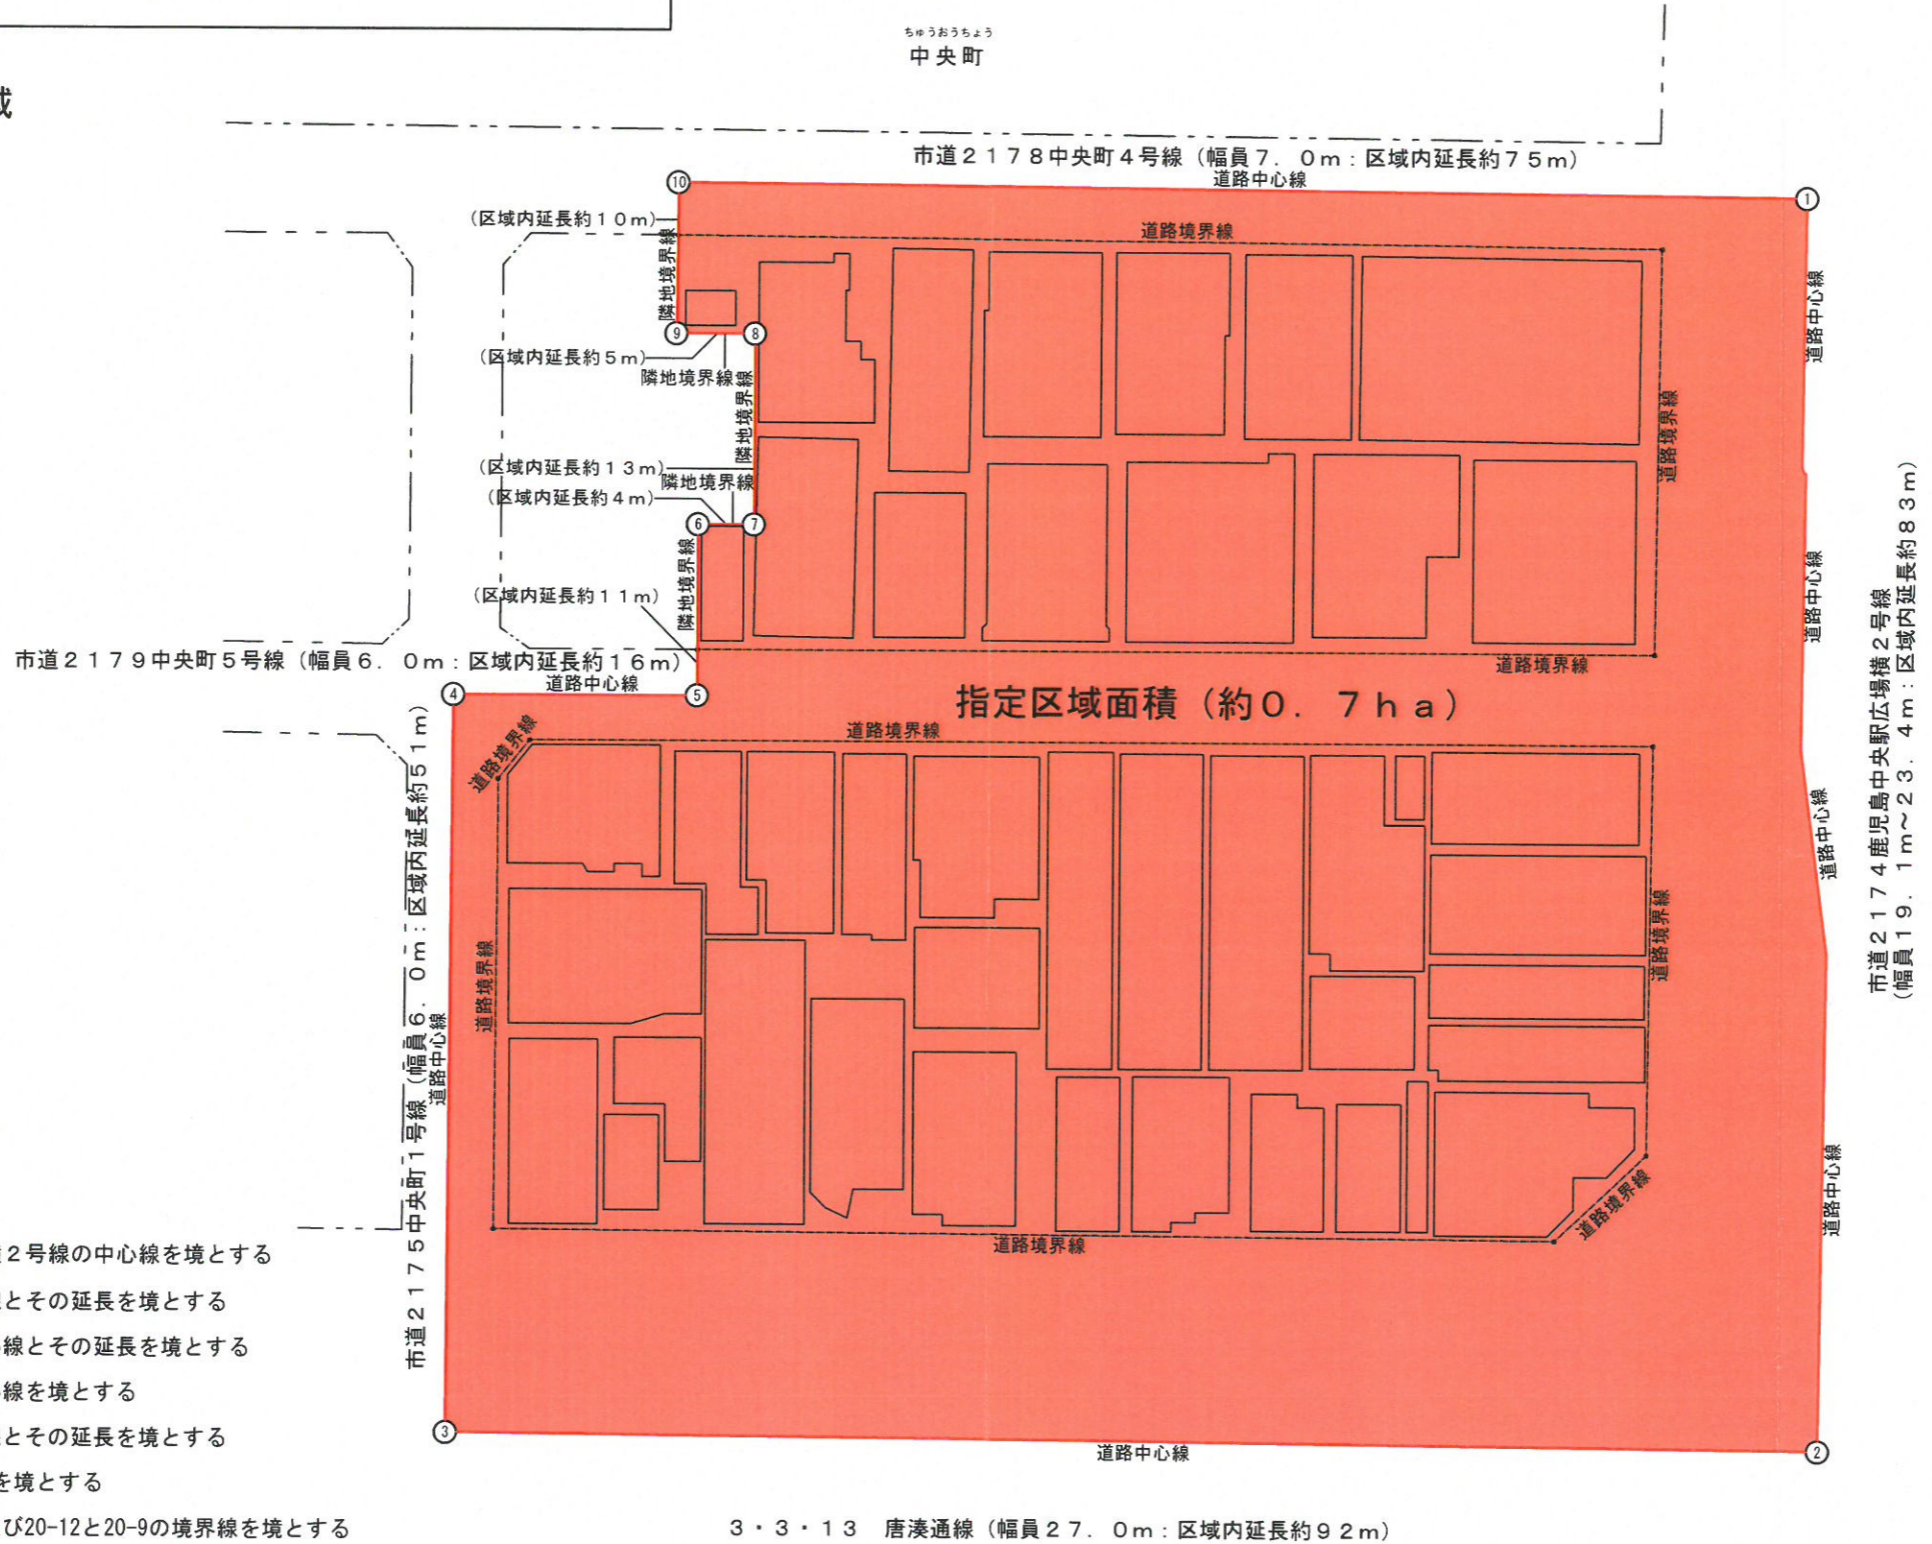 ちゅうおうちょう
中央町
域
市道2178中央町4号線（幅員7．0m：区域内延長約75m）
道路中心線
⑩
①
（区域内延長約10m）
道路境界線
隣地境界線
道路中心線
⑨
⑧
（区域内延長約5m）
隣地境界線
隣地境界線
道路境界線
（区域内延長約13m）
隣地境界線
（区域内延長約4m）
⑥
⑦
隣地境界線
道路中心線
（区域内延長約11m）
市道2174鹿児島中央駅広場横2号線
（幅員19．1m～23．4m：区域内延長約83m）
市道2179中央町5号線（幅員6．0m：区域内延長約16m）
道路境界線
道路中心線
④
⑤
指定区域面積（約0．7ha）
道路境界線
道路境界線
道路中心線
市道2175中央町1号線（幅員6．0m：区域内延長約51m）
道路境界線
道路境界線
道路中心線
道路中心線
道路境界線
道路境界線
2号線の中心線を境とする
とその延長を境とする
線とその延長を境とする
線を境とする
とその延長を境とする
を境とする
び20-12と20-9の境界線を境とする
③
②
道路中心線
3・3・13　唐湊通線（幅員27．0m：区域内延長約92m）